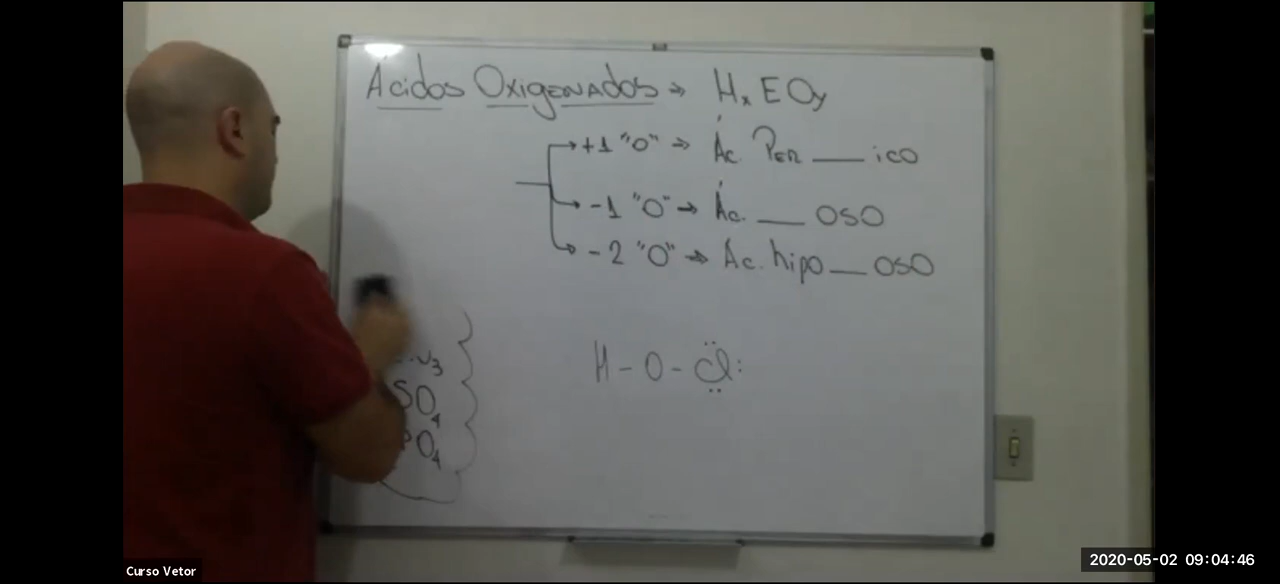 Ácidos Oxigenados ⇒ HₓEOy
+1 "O" ⇒ Ác. Per ___ ico
-1 "O" ⇒ Ác. ___ oso
-2 "O" ⇒ Ác. hipo ___ oso
H - O - Cl
SO₄
PO₄
Curso Vetor
2020-05-02 09:04:46